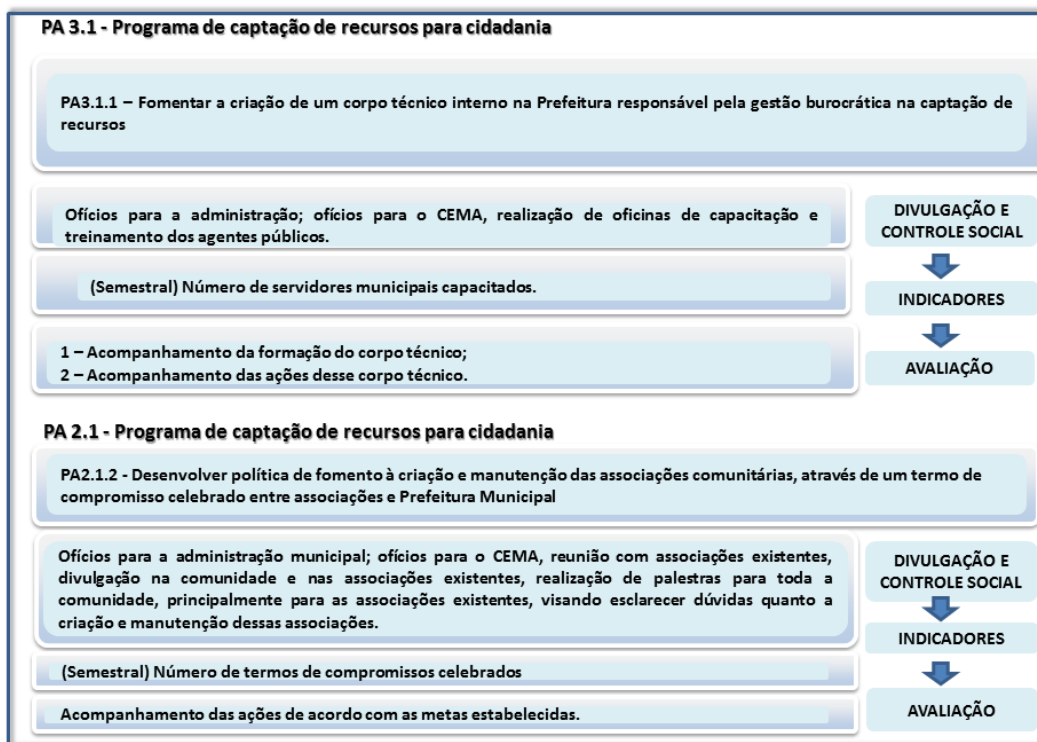 PA 3.1 - Programa de captação de recursos para cidadania
PA3.1.1 – Fomentar a criação de um corpo técnico interno na Prefeitura responsável pela gestão burocrática na captação de
recursos
Ofícios para a administração; ofícios para o CEMA, realização de oficinas de capacitação e
treinamento dos agentes públicos.
DIVULGAÇÃO E
CONTROLE SOCIAL
(Semestral) Número de servidores municipais capacitados.
INDICADORES
1 – Acompanhamento da formação do corpo técnico;
2 – Acompanhamento das ações desse corpo técnico.
AVALIAÇÃO
PA 2.1 - Programa de captação de recursos para cidadania
PA2.1.2 - Desenvolver política de fomento à criação e manutenção das associações comunitárias, através de um termo de
compromisso celebrado entre associações e Prefeitura Municipal
Ofícios para a administração municipal; ofícios para o CEMA, reunião com associações existentes,
divulgação na comunidade e nas associações existentes, realização de palestras para toda a
comunidade, principalmente para as associações existentes, visando esclarecer dúvidas quanto a
criação e manutenção dessas associações.
DIVULGAÇÃO E
CONTROLE SOCIAL
INDICADORES
(Semestral) Número de termos de compromissos celebrados
Acompanhamento das ações de acordo com as metas estabelecidas.
AVALIAÇÃO